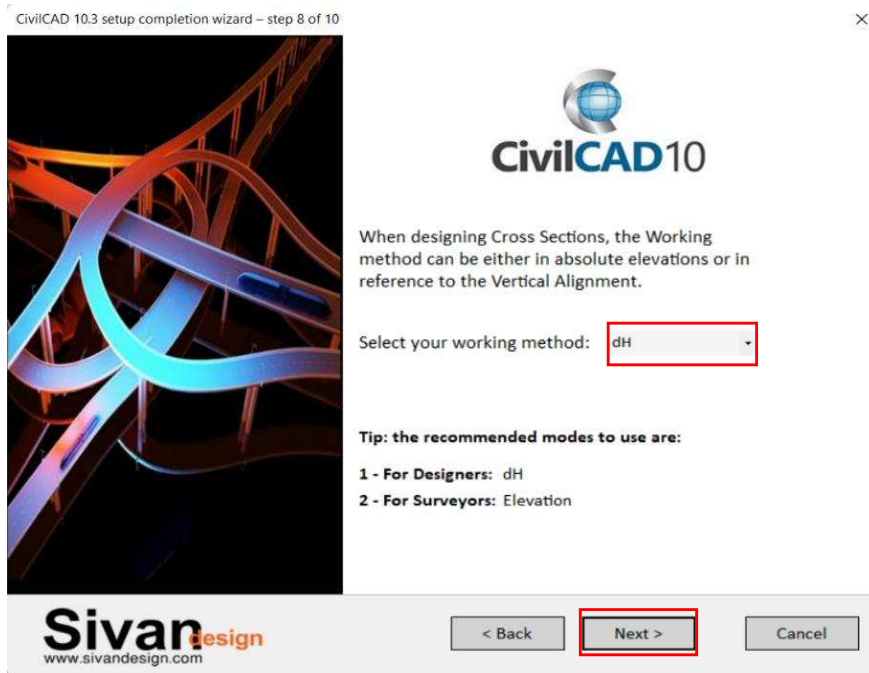 CivilCAD 10.3 setup completion wizard – step 8 of 10
CivilCAD10
When designing Cross Sections, the Working
method can be either in absolute elevations or in
reference to the Vertical Alignment.
Select your working method: dH
Tip: the recommended modes to use are:
1 - For Designers: dH
2 - For Surveyors: Elevation
Sivan design
www.sivandesign.com
< Back Next > Cancel